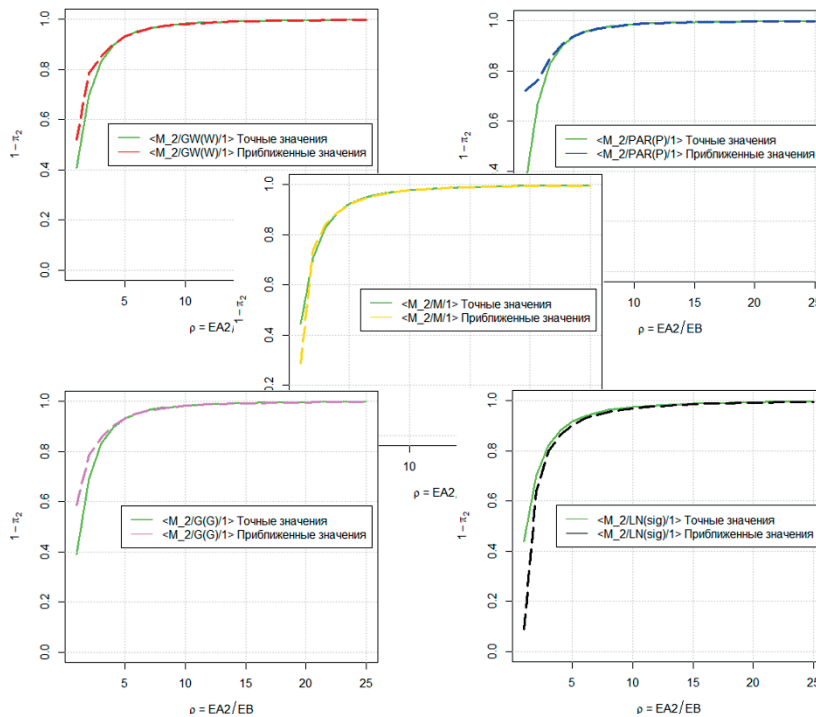 1.0
0.8
0.6
0.4
0.2
0.0
1 − π₂
<M_2/GW(W)/1> Точные значения
<M_2/GW(W)/1> Приближенные значения
5 10
ρ = EA2/
1.0
0.8
0.6
1 − π₂
<M_2/PAR(P)/1> Точные значения
<M_2/PAR(P)/1> Приближенные значения
10 15 20 25
ρ = EA2/EB
1.0
0.8
0.6
0.4
0.2
1−π₂
<M_2/M/1> Точные значения
<M_2/M/1> Приближенные значения
10
ρ = EA2
1.0
0.8
0.6
0.4
0.2
0.0
1 − π₂
<M_2/G(G)/1> Точные значения
<M_2/G(G)/1> Приближенные значения
5 10 15 20 25
ρ = EA2/EB
1.0
0.8
0.6
0.4
0.2
0.0
1 − π₂
<M_2/LN(sig)/1> Точные значения
<M_2/LN(sig)/1> Приближенные значения
5 10 15 20 25
ρ = EA2/EB